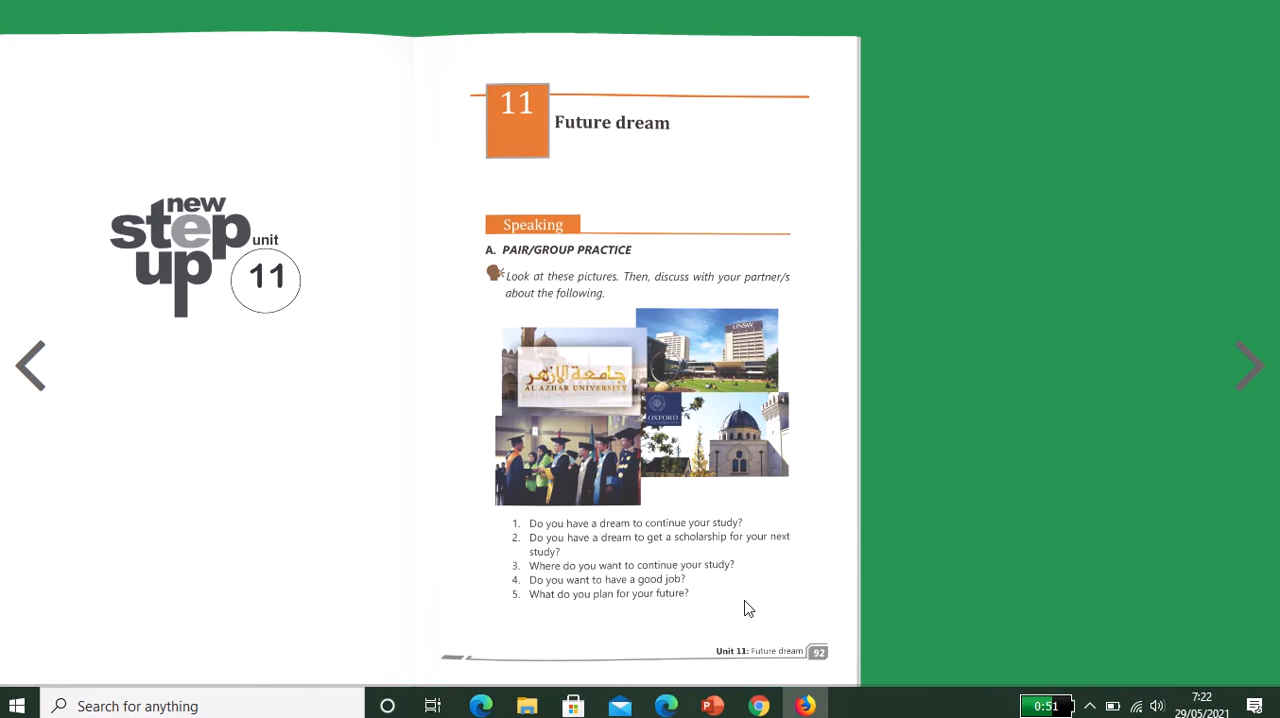 new
step
up
unit
11
11
Future dream
Speaking
A. PAIR/GROUP PRACTICE
Look at these pictures. Then, discuss with your partner/s
about the following.
UNSW
جامعة الأزهر
AL AZHAR UNIVERSITY
OXFORD
1. Do you have a dream to continue your study?
2. Do you have a dream to get a scholarship for your next
study?
3. Where do you want to continue your study?
4. Do you want to have a good job?
5. What do you plan for your future?
Unit 11: Future dream 92
Search for anything
0:51
7:22
29/05/2021